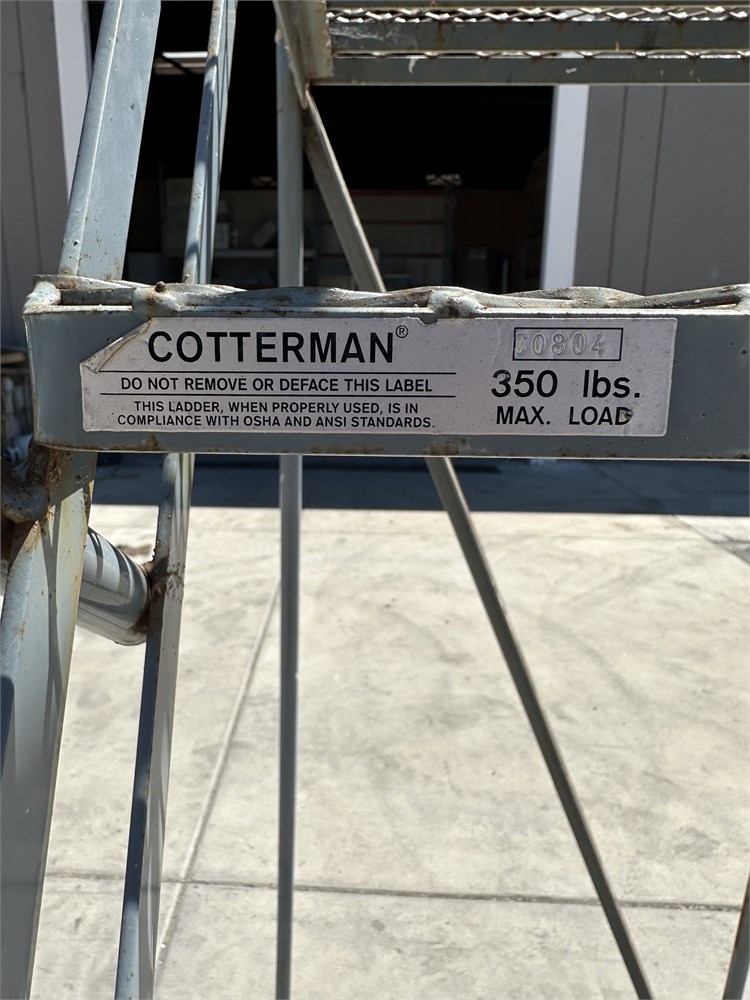 COTTERMAN®
DO NOT REMOVE OR DEFACE THIS LABEL
THIS LADDER, WHEN PROPERLY USED, IS IN
COMPLIANCE WITH OSHA AND ANSI STANDARDS.
C0804
350 lbs.
MAX. LOAD